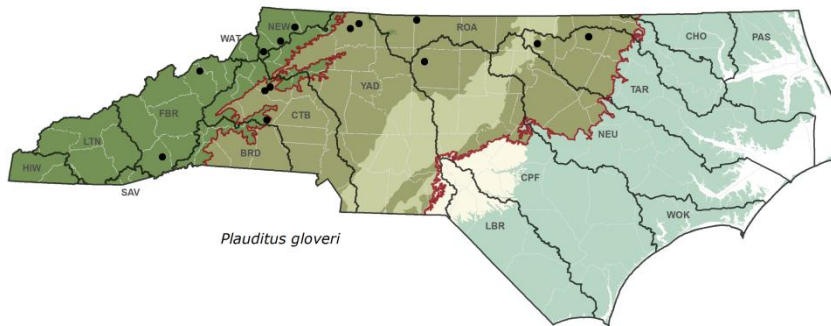 NEW
WAT
ROA
CHO
PAS
YAD
TAR
FBR
CTB
LTN
NEU
BRD
HIW
CPF
SAV
WOK
LBR
Plauditus gloveri